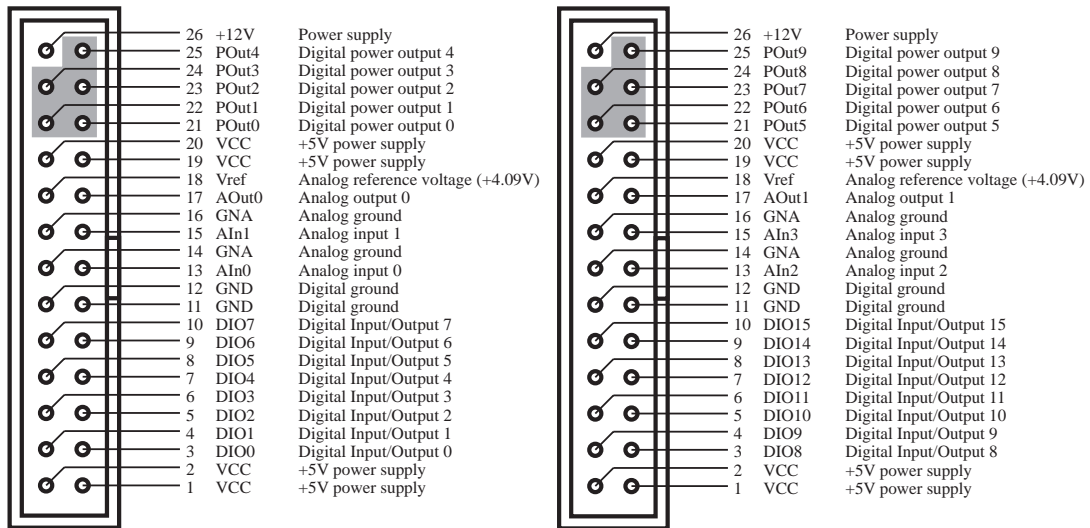 26 +12V Power supply
25 POut4 Digital power output 4
24 POut3 Digital power output 3
23 POut2 Digital power output 2
22 POut1 Digital power output 1
21 POut0 Digital power output 0
20 VCC +5V power supply
19 VCC +5V power supply
18 Vref Analog reference voltage (+4.09V)
17 AOut0 Analog output 0
16 GNA Analog ground
15 AIn1 Analog input 1
14 GNA Analog ground
13 AIn0 Analog input 0
12 GND Digital ground
11 GND Digital ground
10 DIO7 Digital Input/Output 7
9 DIO6 Digital Input/Output 6
8 DIO5 Digital Input/Output 5
7 DIO4 Digital Input/Output 4
6 DIO3 Digital Input/Output 3
5 DIO2 Digital Input/Output 2
4 DIO1 Digital Input/Output 1
3 DIO0 Digital Input/Output 0
2 VCC +5V power supply
1 VCC +5V power supply
26 +12V Power supply
25 POut9 Digital power output 9
24 POut8 Digital power output 8
23 POut7 Digital power output 7
22 POut6 Digital power output 6
21 POut5 Digital power output 5
20 VCC +5V power supply
19 VCC +5V power supply
18 Vref Analog reference voltage (+4.09V)
17 AOut1 Analog output 1
16 GNA Analog ground
15 AIn3 Analog input 3
14 GNA Analog ground
13 AIn2 Analog input 2
12 GND Digital ground
11 GND Digital ground
10 DIO15 Digital Input/Output 15
9 DIO14 Digital Input/Output 14
8 DIO13 Digital Input/Output 13
7 DIO12 Digital Input/Output 12
6 DIO11 Digital Input/Output 11
5 DIO10 Digital Input/Output 10
4 DIO9 Digital Input/Output 9
3 DIO8 Digital Input/Output 8
2 VCC +5V power supply
1 VCC +5V power supply